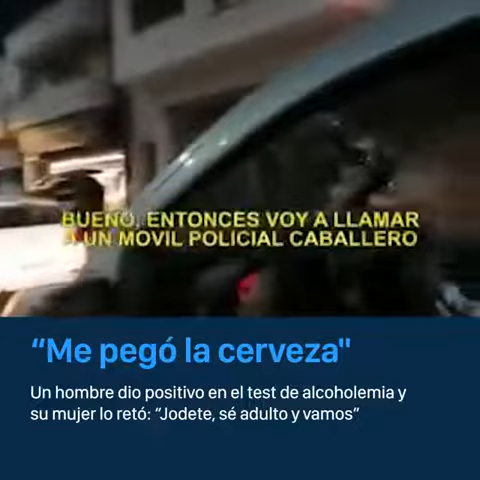 BUENO, ENTONCES VOY A LLAMAR
A UN MOVIL POLICIAL CABALLERO
“Me pegó la cerveza"
Un hombre dio positivo en el test de alcoholemia y
su mujer lo retó: “Jodete, sé adulto y vamos”